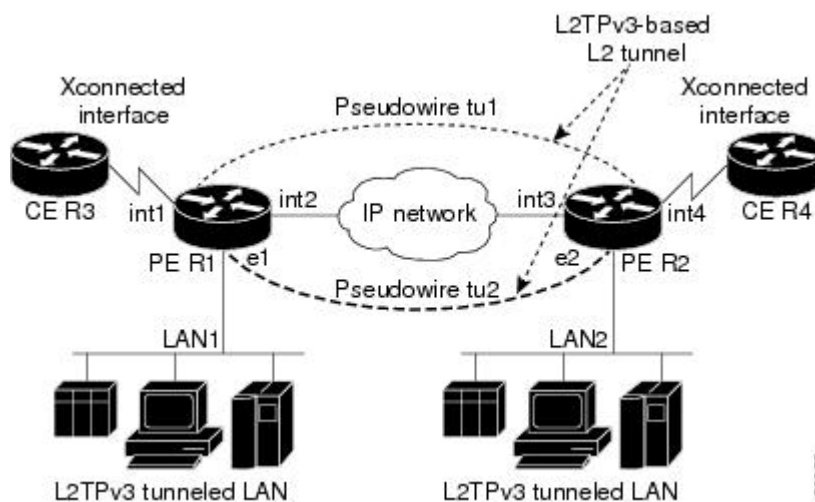 L2TPv3-based
L2 tunnel
Xconnected
interface
Pseudowire tu1
Xconnected
interface
CE R3
int1
int2
IP network
int3
int4
CE R4
PE R1
e1
e2
PE R2
Pseudowire tu2
LAN1
LAN2
L2TPv3 tunneled LAN
L2TPv3 tunneled LAN